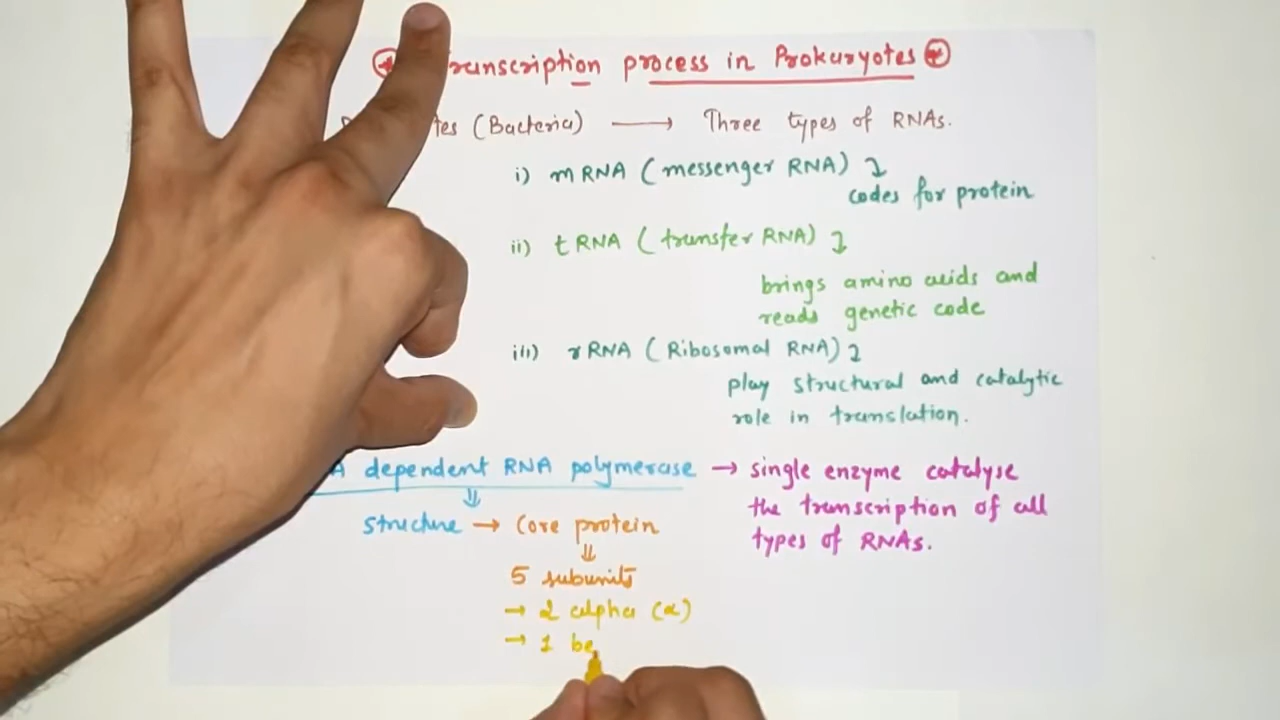 transcription process in Prokaryotes
(Bacteria) → Three types of RNAs.
i) mRNA (messenger RNA)
codes for protein
ii) tRNA (transfer RNA)
brings amino acids and
reads genetic code
iii) rRNA (Ribosomal RNA)
play structural and catalytic
role in translation.
dependent RNA polymerase → single enzyme catalyse
the transcription of all
types of RNAs.
structure → Core protein
5 subunits
→ 2 alpha (α)
→ 1 be